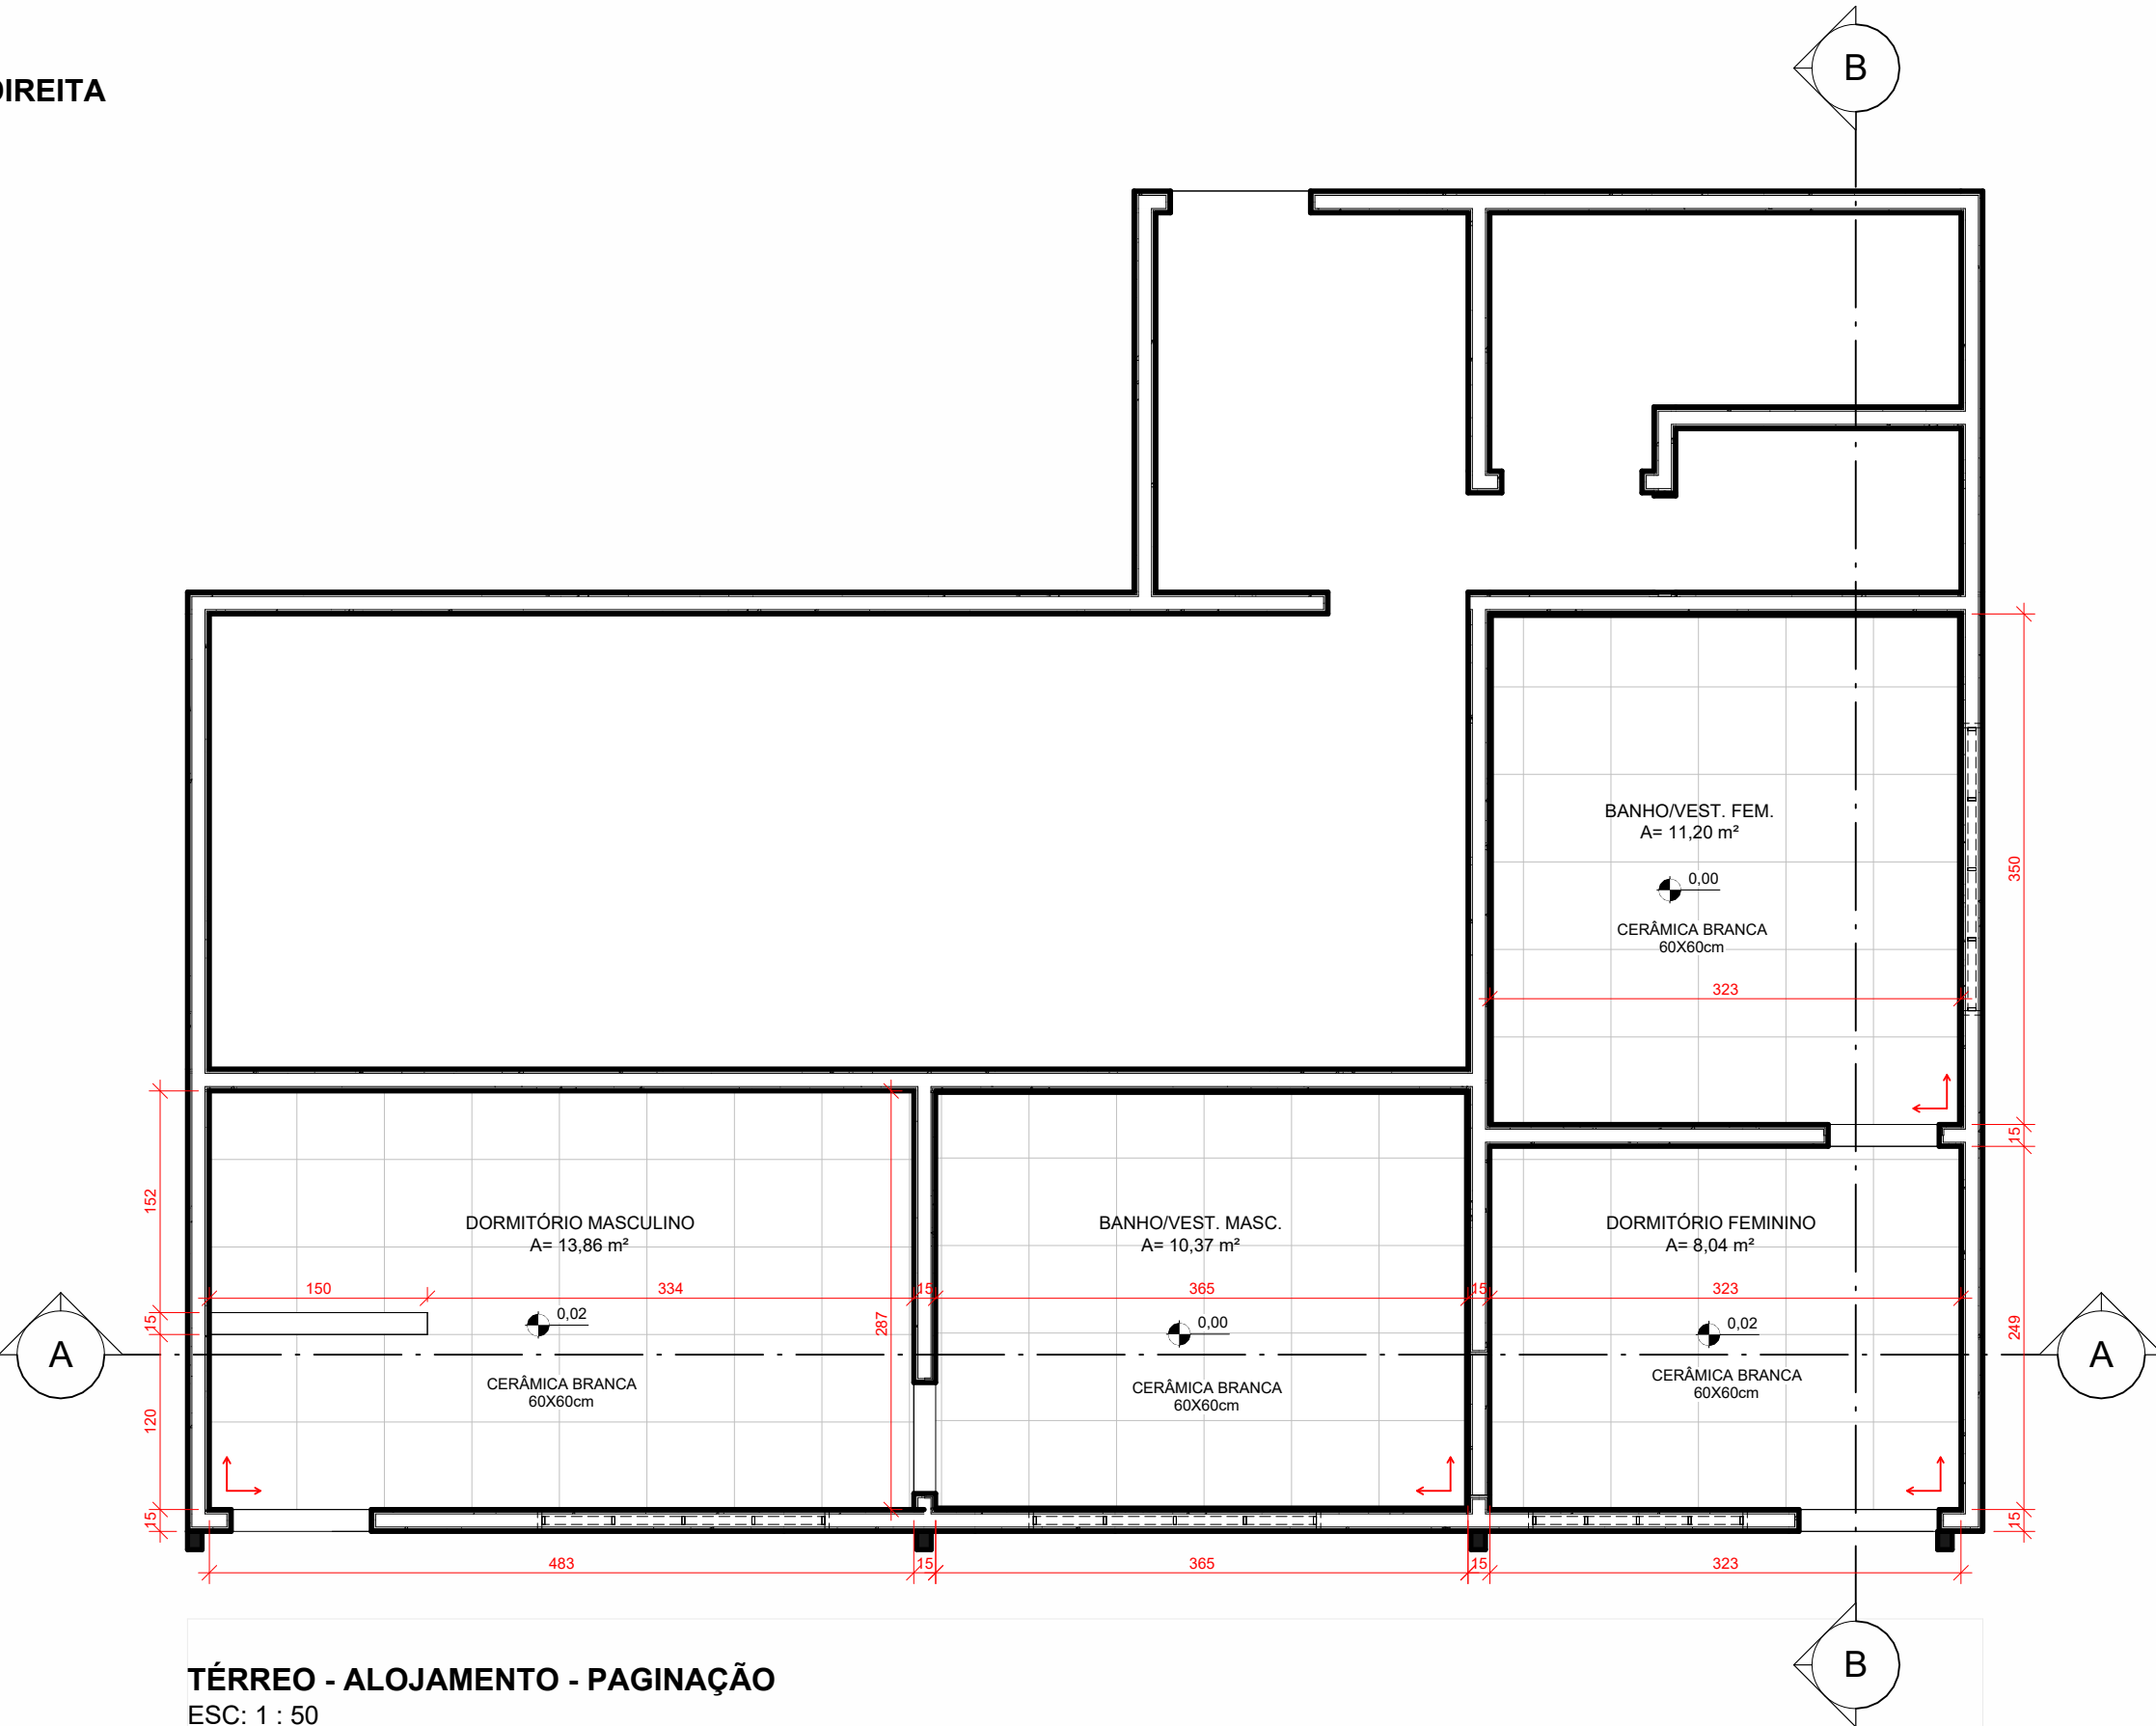 DIREITA
B
BANHO/VEST. FEM.
A= 11,20 m²
0,00
CERÂMICA BRANCA
60X60cm
323
350
15
152
DORMITÓRIO MASCULINO
A= 13,86 m²
BANHO/VEST. MASC.
A= 10,37 m²
DORMITÓRIO FEMININO
A= 8,04 m²
150
334
15
365
15
323
15
0,02
287
0,00
0,02
249
A
A
CERÂMICA BRANCA
60X60cm
CERÂMICA BRANCA
60X60cm
CERÂMICA BRANCA
60X60cm
120
15
15
483
15
365
15
323
B
TÉRREO - ALOJAMENTO - PAGINAÇÃO
ESC: 1 : 50